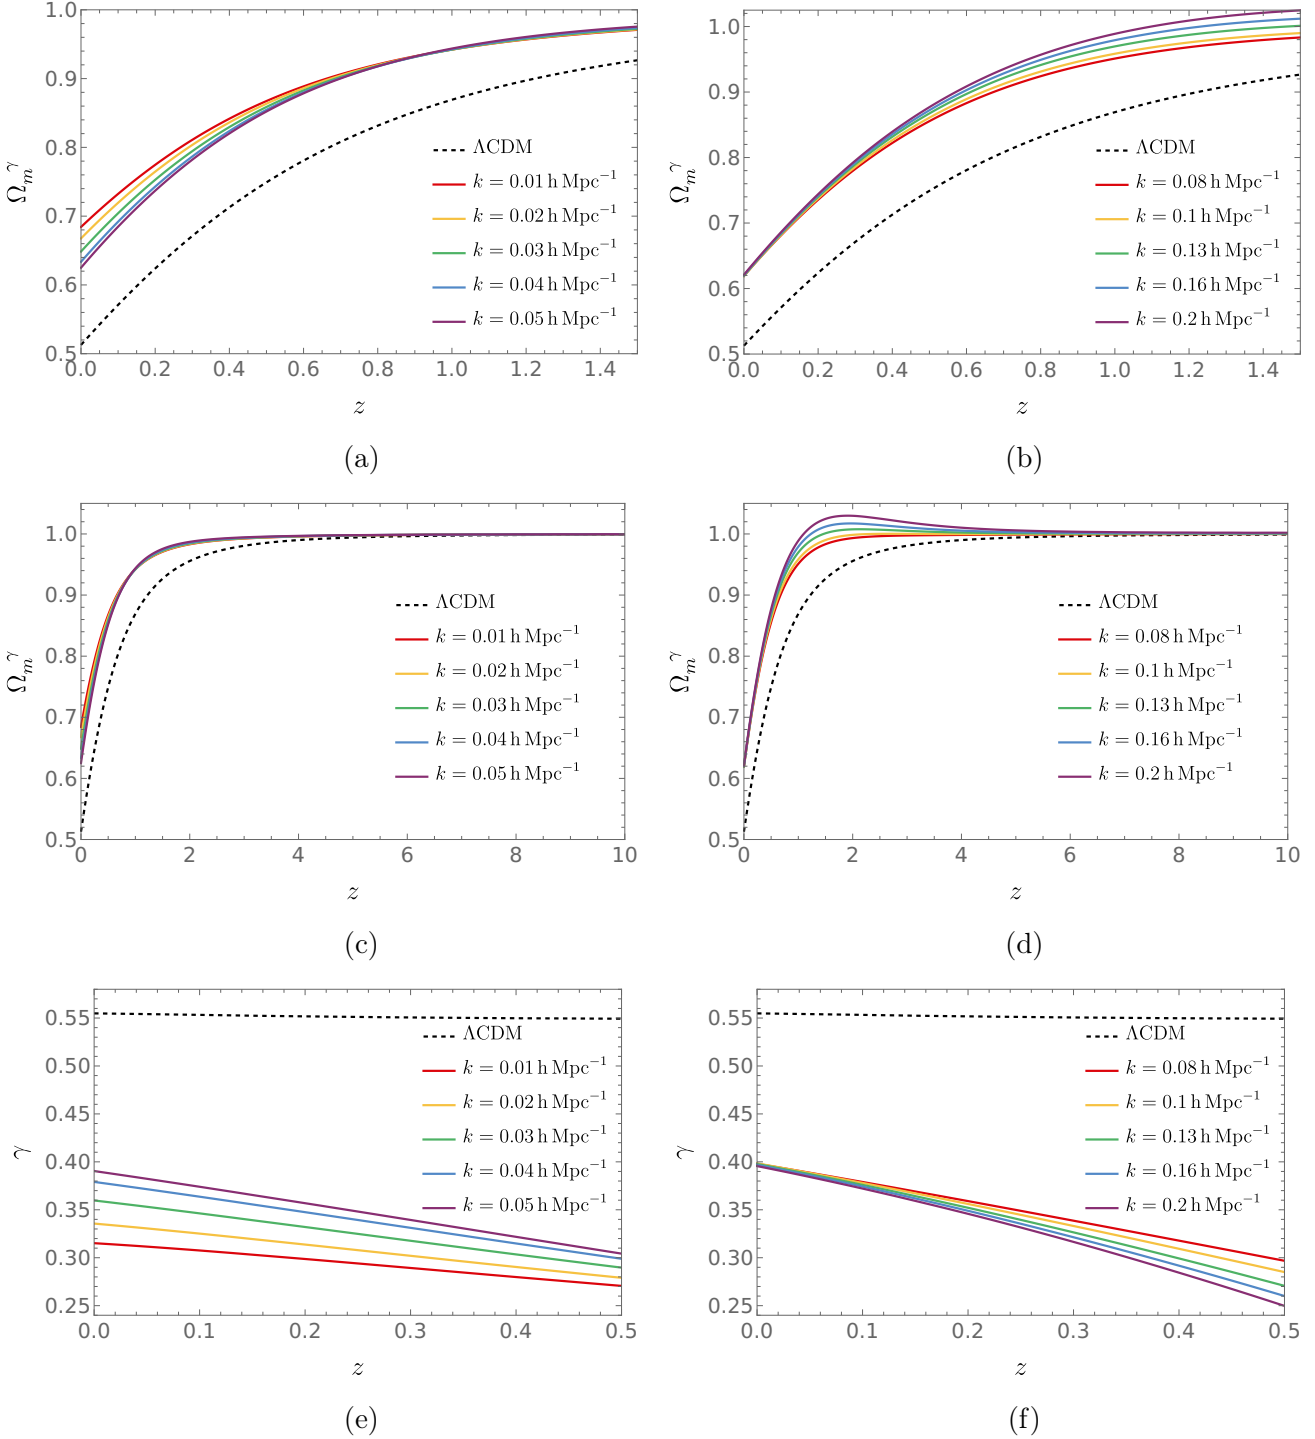 1.0
0.9
0.8
0.7
0.6
0.5
Ω_m^γ
ΛCDM
k = 0.01 h Mpc⁻¹
k = 0.02 h Mpc⁻¹
k = 0.03 h Mpc⁻¹
k = 0.04 h Mpc⁻¹
k = 0.05 h Mpc⁻¹
0.0 0.2 0.4 0.6 0.8 1.0 1.2 1.4
z
(a)
1.0
0.9
0.8
0.7
0.6
0.5
Ω_m^γ
ΛCDM
k = 0.08 h Mpc⁻¹
k = 0.1 h Mpc⁻¹
k = 0.13 h Mpc⁻¹
k = 0.16 h Mpc⁻¹
k = 0.2 h Mpc⁻¹
0.0 0.2 0.4 0.6 0.8 1.0 1.2 1.4
z
(b)
1.0
0.9
0.8
0.7
0.6
0.5
Ω_m^γ
ΛCDM
k = 0.01 h Mpc⁻¹
k = 0.02 h Mpc⁻¹
k = 0.03 h Mpc⁻¹
k = 0.04 h Mpc⁻¹
k = 0.05 h Mpc⁻¹
0 2 4 6 8 10
z
(c)
1.0
0.9
0.8
0.7
0.6
0.5
Ω_m^γ
ΛCDM
k = 0.08 h Mpc⁻¹
k = 0.1 h Mpc⁻¹
k = 0.13 h Mpc⁻¹
k = 0.16 h Mpc⁻¹
k = 0.2 h Mpc⁻¹
0 2 4 6 8 10
z
(d)
0.55
0.50
0.45
0.40
0.35
0.30
0.25
γ
ΛCDM
k = 0.01 h Mpc⁻¹
k = 0.02 h Mpc⁻¹
k = 0.03 h Mpc⁻¹
k = 0.04 h Mpc⁻¹
k = 0.05 h Mpc⁻¹
0.0 0.1 0.2 0.3 0.4 0.5
z
(e)
0.55
0.50
0.45
0.40
0.35
0.30
0.25
γ
ΛCDM
k = 0.08 h Mpc⁻¹
k = 0.1 h Mpc⁻¹
k = 0.13 h Mpc⁻¹
k = 0.16 h Mpc⁻¹
k = 0.2 h Mpc⁻¹
0.0 0.1 0.2 0.3 0.4 0.5
z
(f)